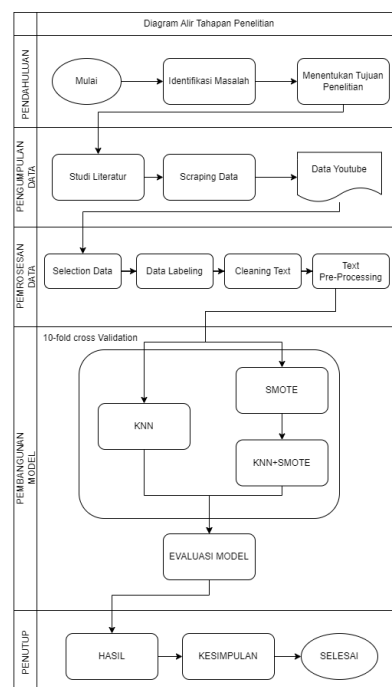 Diagram Alir Tahapan Penelitian
PENDAHULUAN
Mulai
Identifikasi Masalah
Menentukan Tujuan
Penelitian
PENGUMPULAN
DATA
Studi Literatur
Scraping Data
Data Youtube
PEMROSESAN
DATA
Selection Data
Data Labeling
Cleaning Text
Text
Pre-Processing
PEMBANGUNAN
MODEL
10-fold cross Validation
KNN
SMOTE
KNN+SMOTE
EVALUASI MODEL
PENUTUP
HASIL
KESIMPULAN
SELESAI